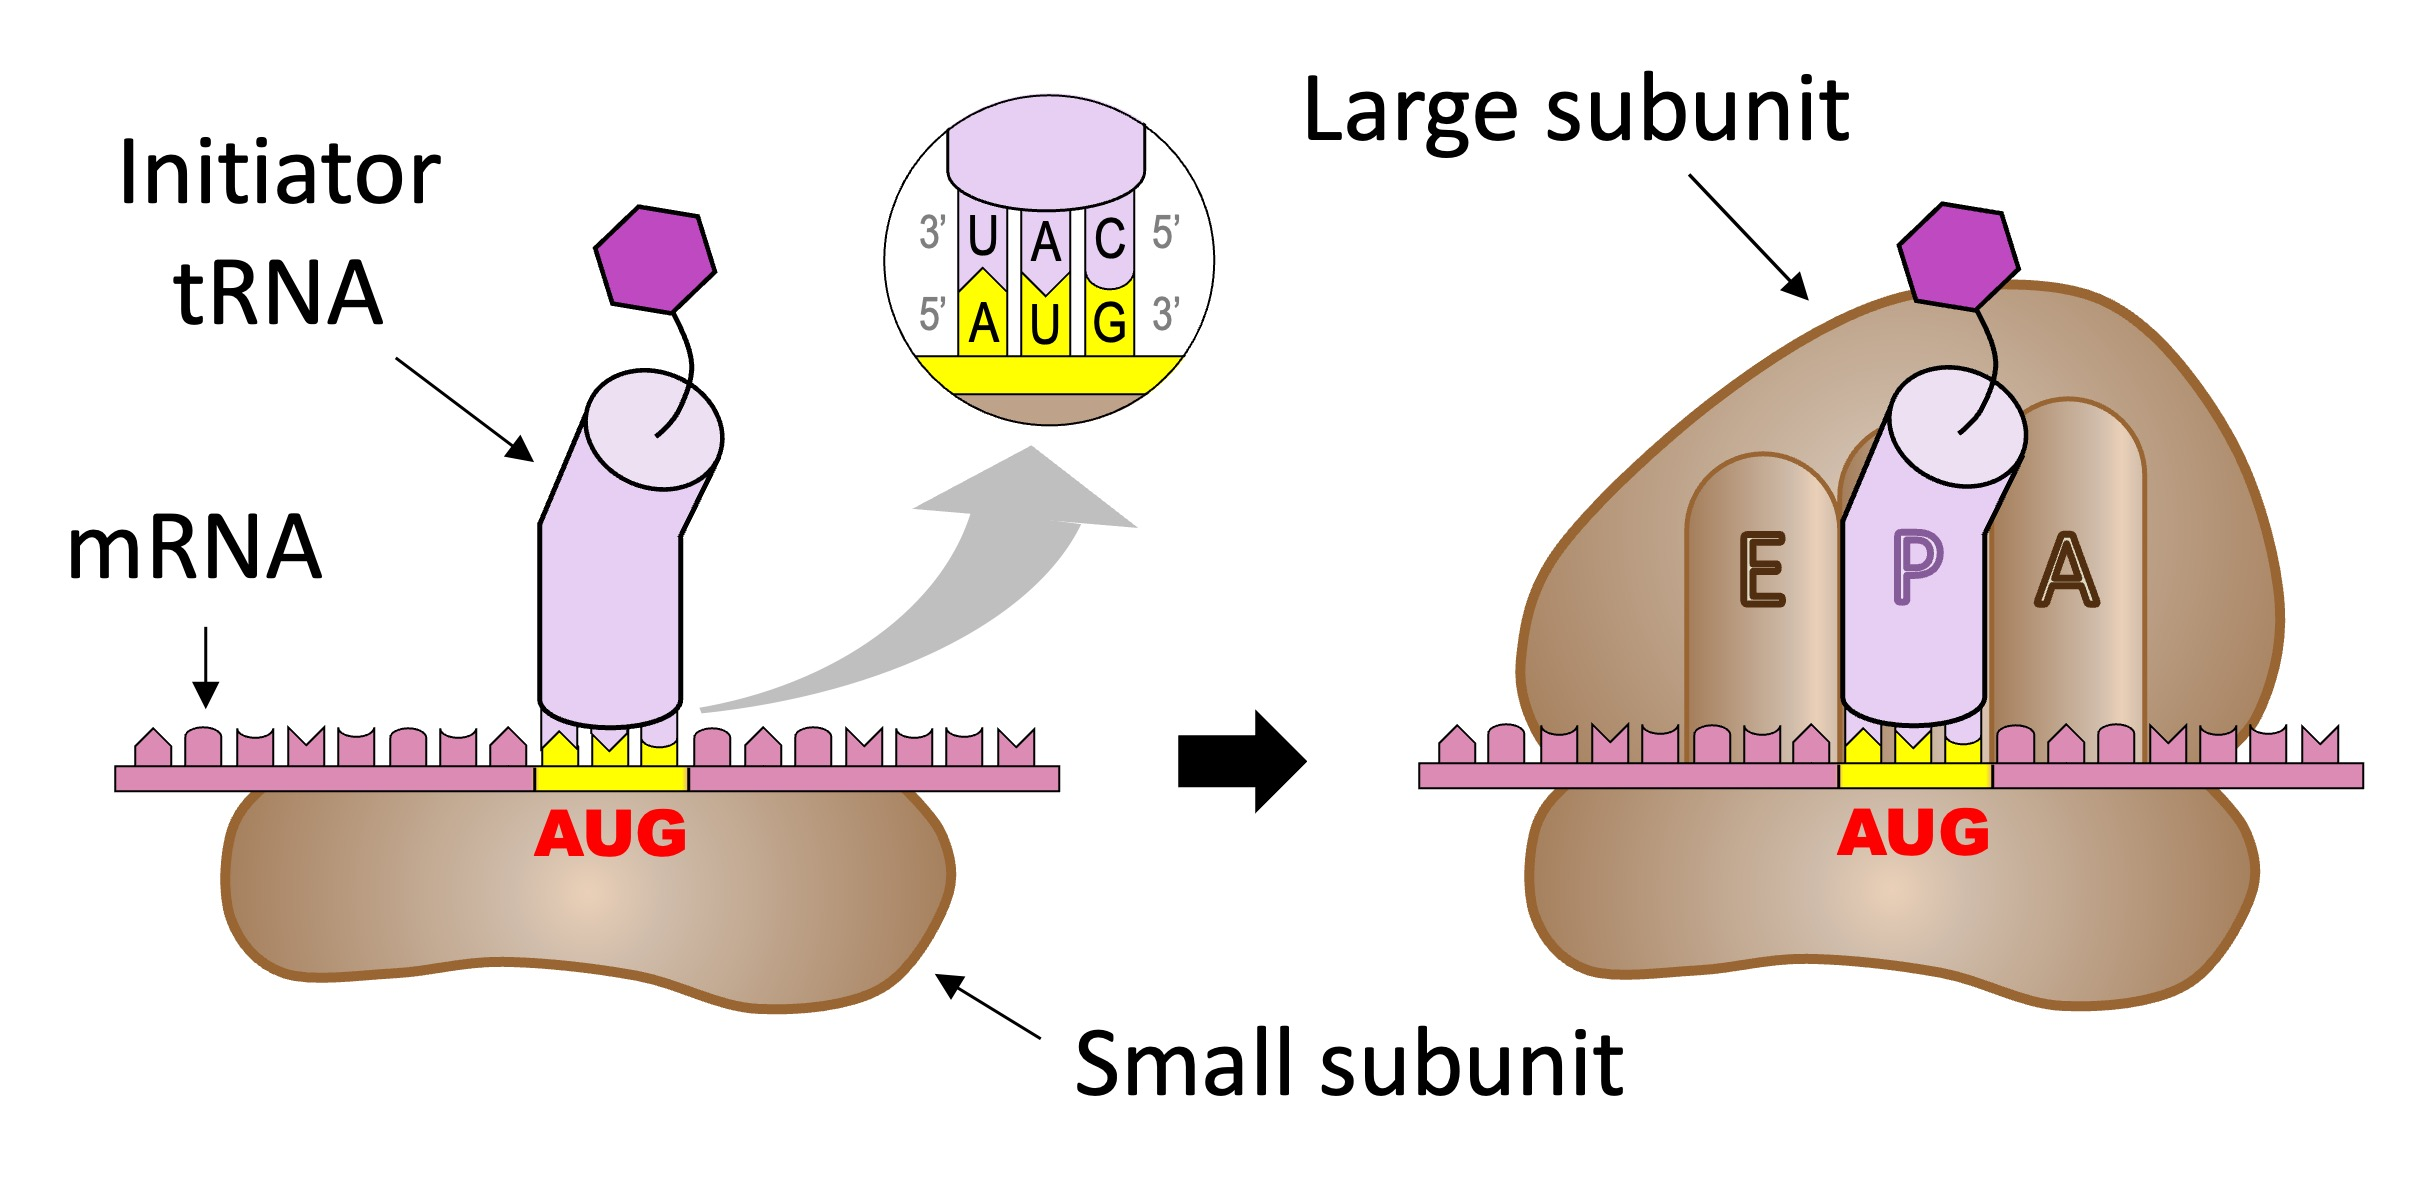 Initiator
tRNA
mRNA
3’ U A C 5’
5’ A U G 3’
AUG
Small subunit
Large subunit
E P A
AUG